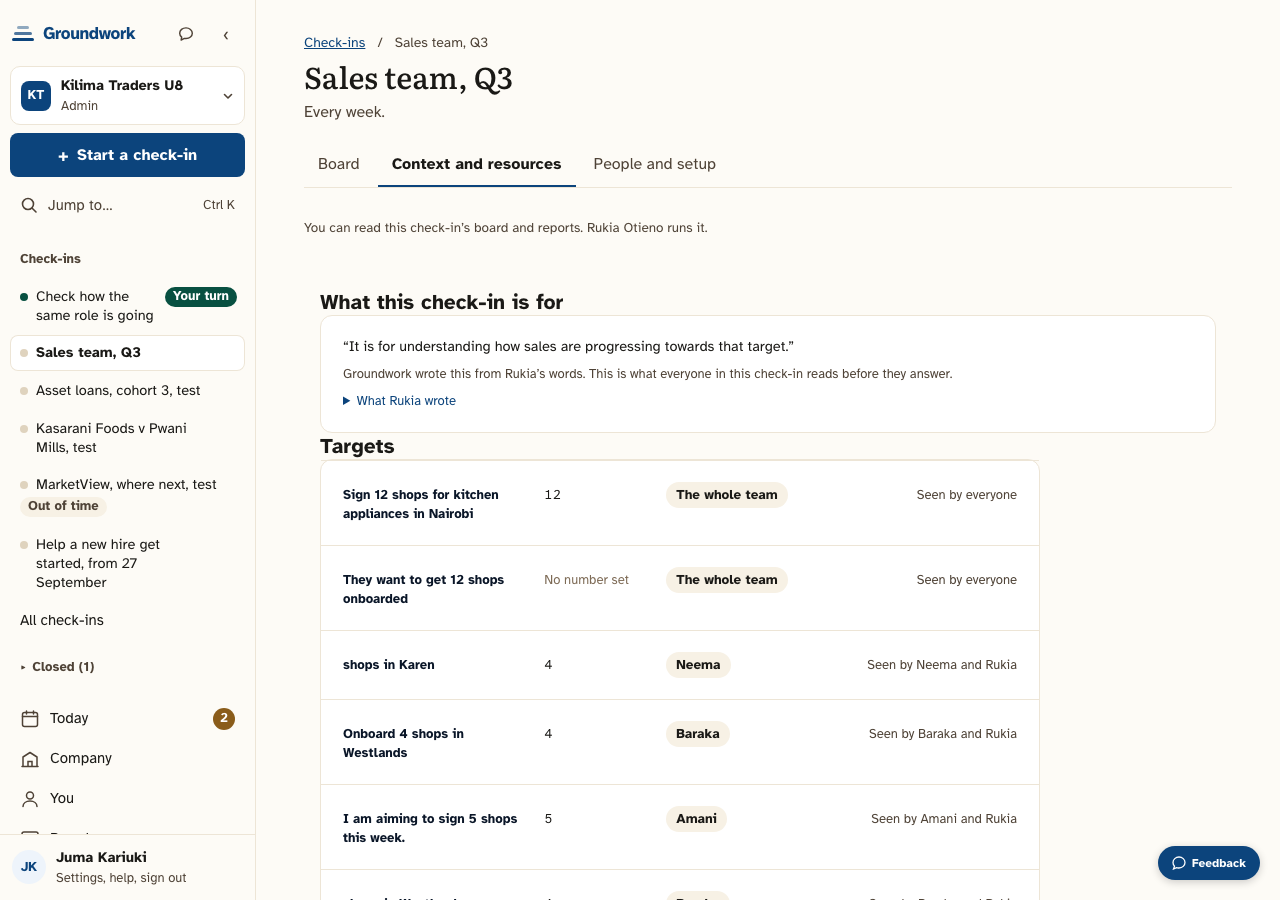 Groundwork
KT
Kilima Traders U8
Admin
+ Start a check-in
Jump to...
Ctrl K
Check-ins
Check how the same role is going
Your turn
Sales team, Q3
Asset loans, cohort 3, test
Kasarani Foods v Pwani Mills, test
MarketView, where next, test
Out of time
Help a new hire get started, from 27 September
All check-ins
Closed (1)
Today
2
Company
You
JK
Juma Kariuki
Settings, help, sign out
Check-ins / Sales team, Q3
Sales team, Q3
Every week.
Board
Context and resources
People and setup
You can read this check-in’s board and reports. Rukia Otieno runs it.
What this check-in is for
“It is for understanding how sales are progressing towards that target.”
Groundwork wrote this from Rukia’s words. This is what everyone in this check-in reads before they answer.
What Rukia wrote
Targets
Sign 12 shops for kitchen appliances in Nairobi
12
The whole team
Seen by everyone
They want to get 12 shops onboarded
No number set
The whole team
Seen by everyone
shops in Karen
4
Neema
Seen by Neema and Rukia
Onboard 4 shops in Westlands
4
Baraka
Seen by Baraka and Rukia
I am aiming to sign 5 shops this week.
5
Amani
Seen by Amani and Rukia
Feedback